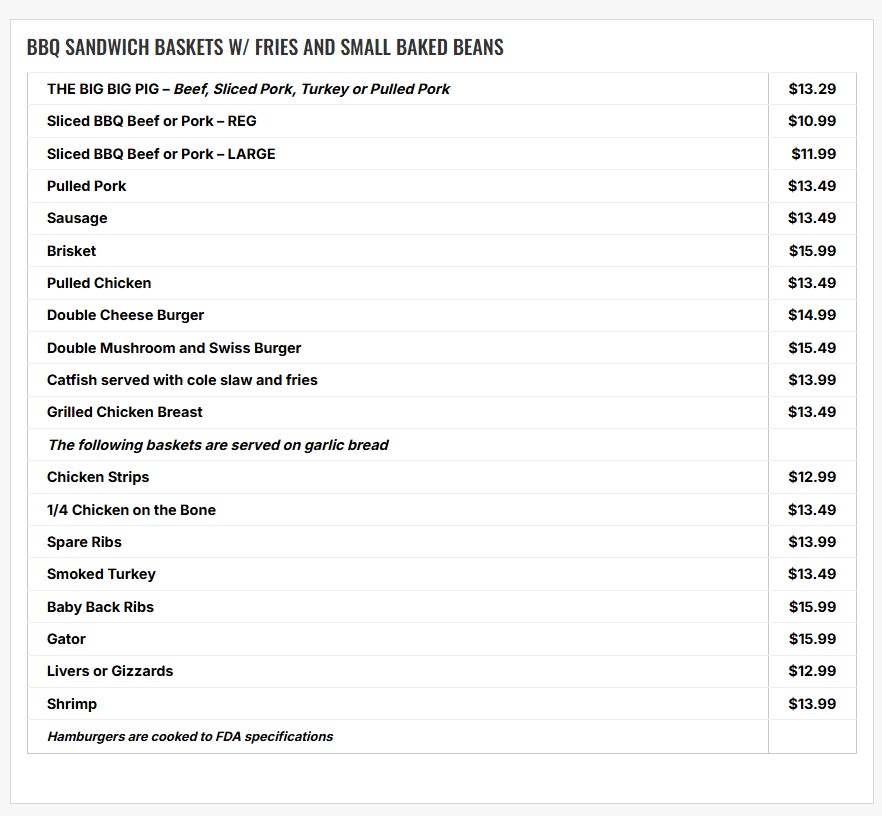 BBQ SANDWICH BASKETS W/ FRIES AND SMALL BAKED BEANS
THE BIG BIG PIG – Beef, Sliced Pork, Turkey or Pulled Pork $13.29
Sliced BBQ Beef or Pork – REG $10.99
Sliced BBQ Beef or Pork – LARGE $11.99
Pulled Pork $13.49
Sausage $13.49
Brisket $15.99
Pulled Chicken $13.49
Double Cheese Burger $14.99
Double Mushroom and Swiss Burger $15.49
Catfish served with cole slaw and fries $13.99
Grilled Chicken Breast $13.49
The following baskets are served on garlic bread
Chicken Strips $12.99
1/4 Chicken on the Bone $13.49
Spare Ribs $13.99
Smoked Turkey $13.49
Baby Back Ribs $15.99
Gator $15.99
Livers or Gizzards $12.99
Shrimp $13.99
Hamburgers are cooked to FDA specifications